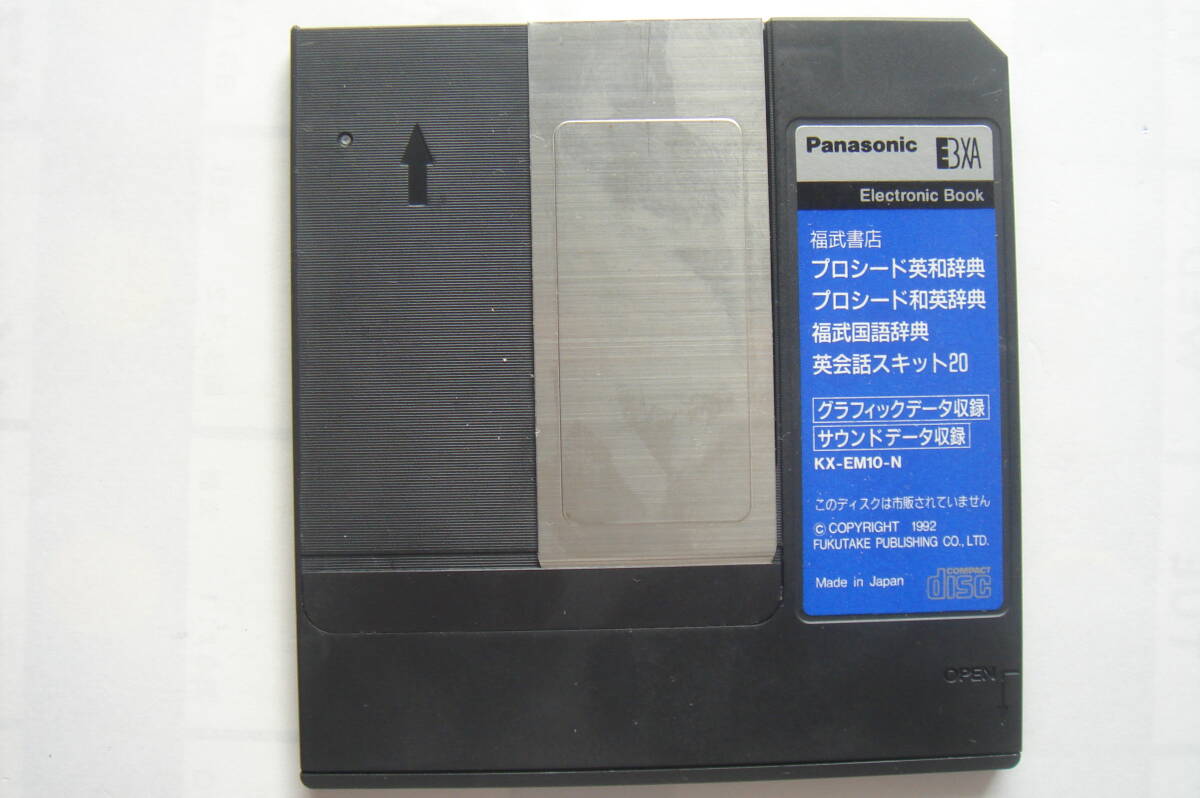 Panasonic EBXA
Electronic Book
福武書店
プロシード英和辞典
プロシード和英辞典
福武国語辞典
英会話スキット20
グラフィックデータ収録
サウンドデータ収録
KX-EM10-N
このディスクは市販されていません
© COPYRIGHT 1992
FUKUTAKE PUBLISHING CO., LTD.
Made in Japan
COMPACT
disc
OPEN